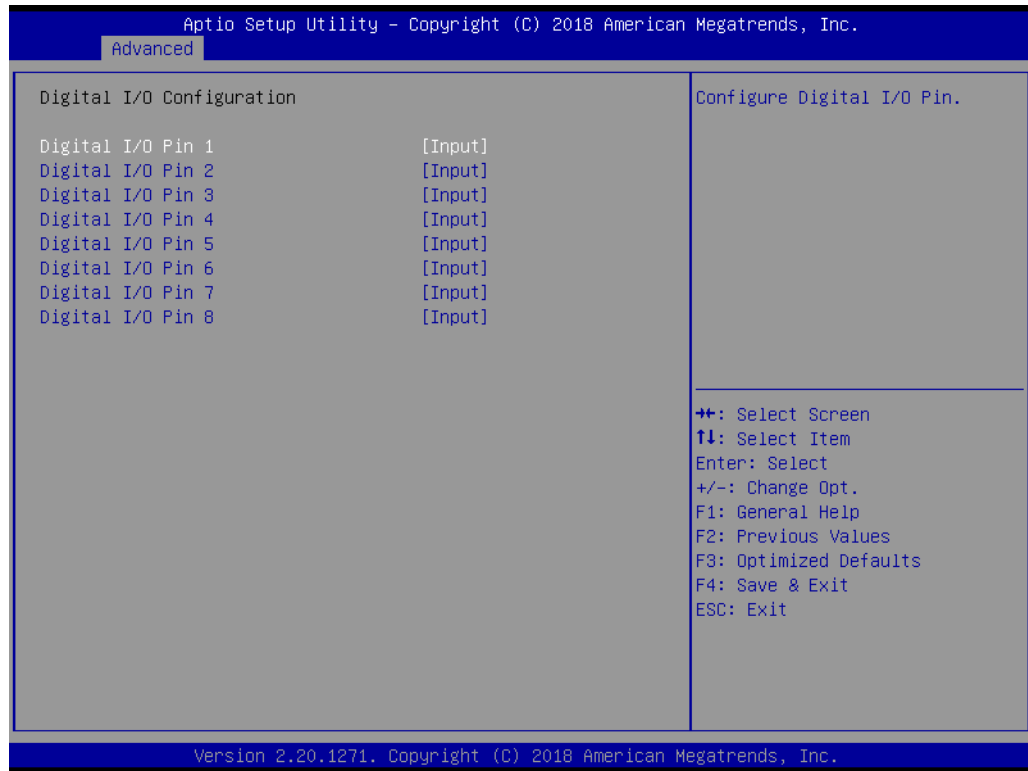 Aptio Setup Utility – Copyright (C) 2018 American Megatrends, Inc.
Advanced
Digital I/O Configuration
Digital I/O Pin 1 [Input]
Digital I/O Pin 2 [Input]
Digital I/O Pin 3 [Input]
Digital I/O Pin 4 [Input]
Digital I/O Pin 5 [Input]
Digital I/O Pin 6 [Input]
Digital I/O Pin 7 [Input]
Digital I/O Pin 8 [Input]
Configure Digital I/O Pin.
→←: Select Screen
↑↓: Select Item
Enter: Select
+/-: Change Opt.
F1: General Help
F2: Previous Values
F3: Optimized Defaults
F4: Save & Exit
ESC: Exit
Version 2.20.1271. Copyright (C) 2018 American Megatrends, Inc.